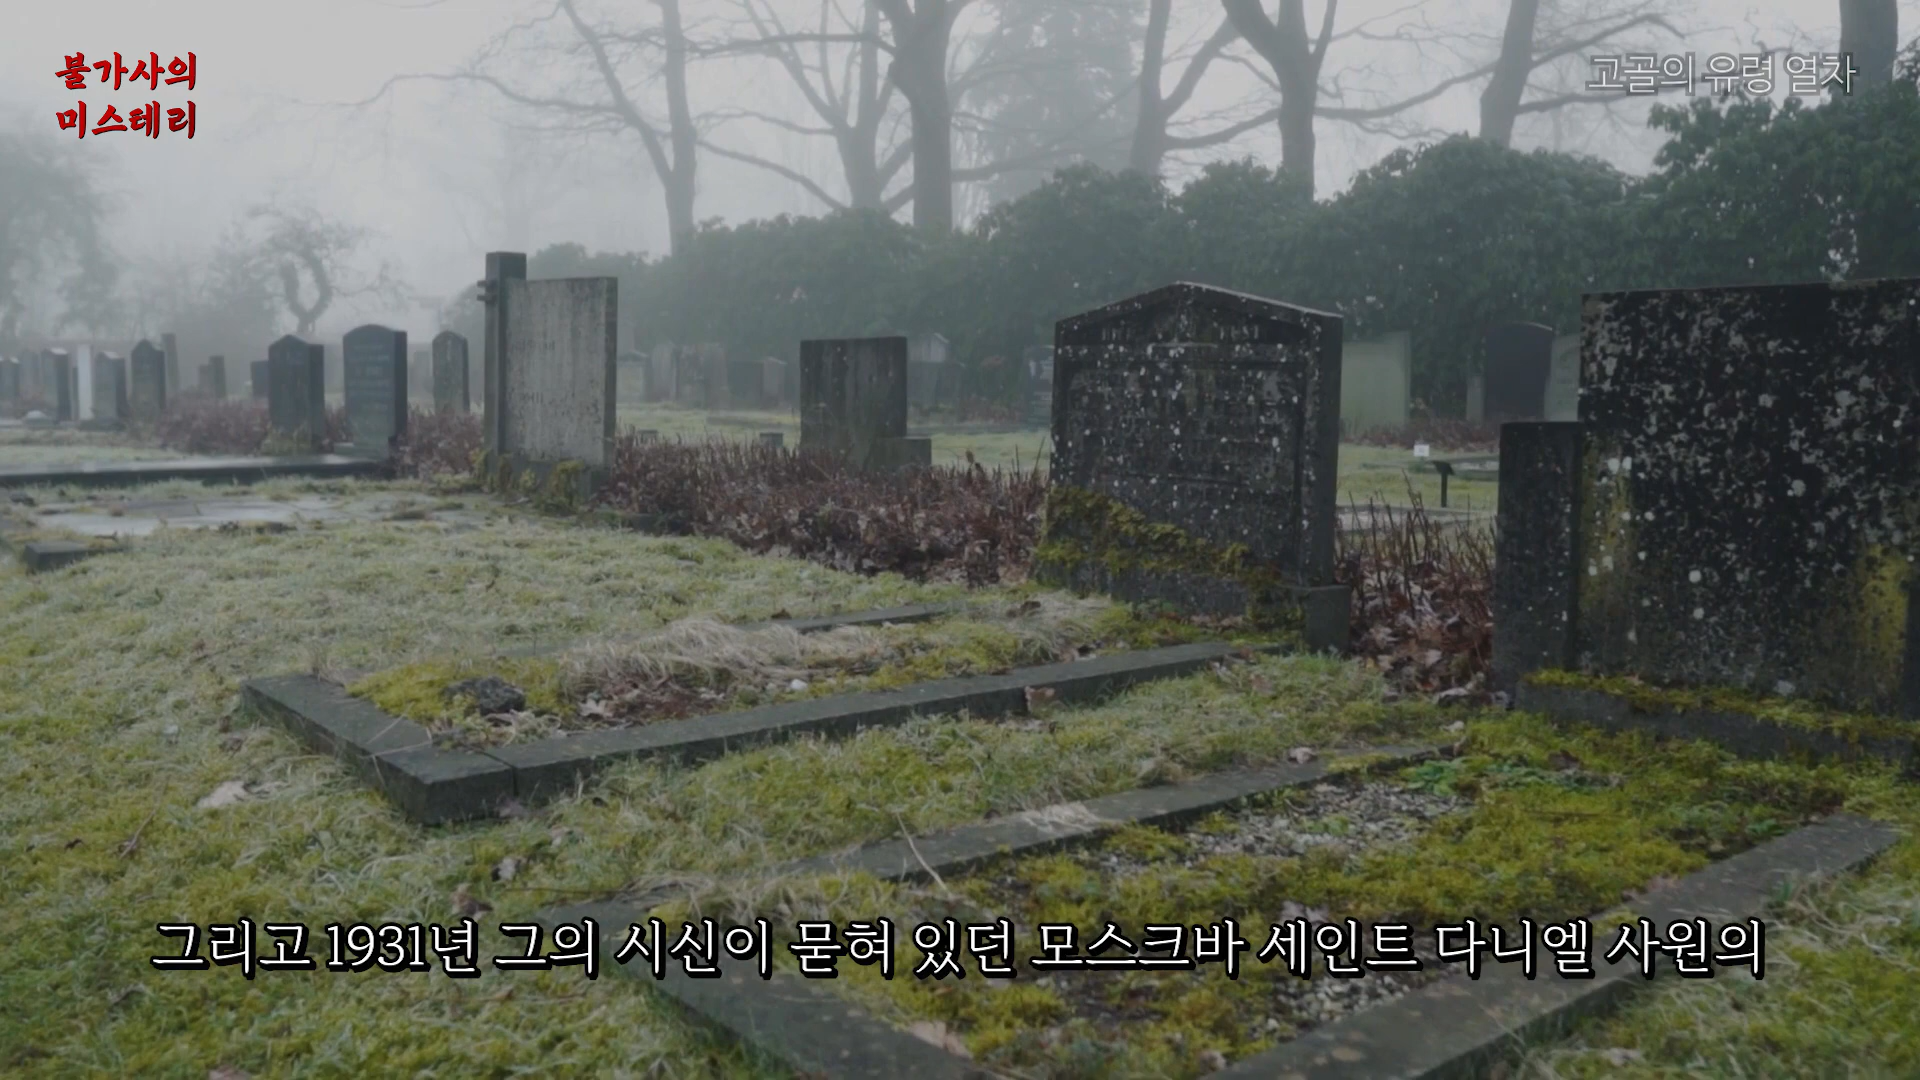 불가사의
미스테리
고골의 유령 열차
그리고 1931년 그의 시신이 묻혀 있던 모스크바 세인트 다니엘 사원의